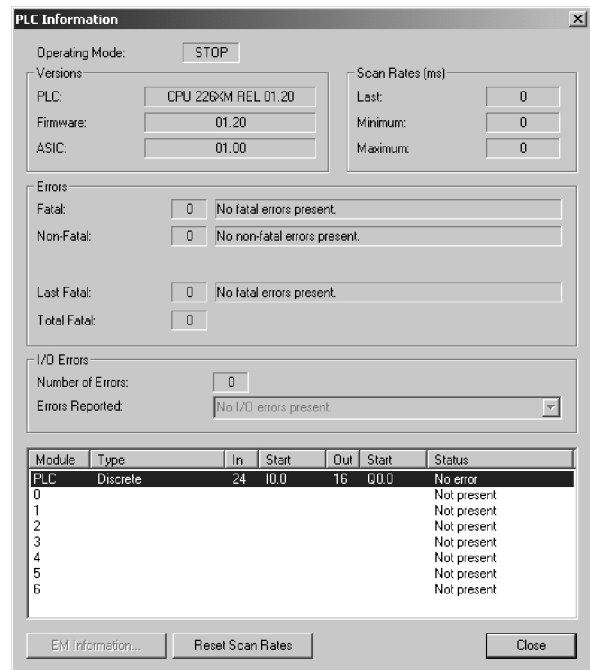 PLC Information
Operating Mode: STOP
Versions
PLC: CPU 226XM REL 01.20
Firmware: 01.20
ASIC: 01.00
Scan Rates (ms)
Last: 0
Minimum: 0
Maximum: 0
Errors
Fatal: 0 No fatal errors present.
Non-Fatal: 0 No non-fatal errors present.
Last Fatal: 0 No fatal errors present.
Total Fatal: 0
I/O Errors
Number of Errors: 0
Errors Reported: No I/O errors present.
Module Type In Start Out Start Status
PLC Discrete 24 I0.0 16 Q0.0 No error
0 Not present
1 Not present
2 Not present
3 Not present
4 Not present
5 Not present
6 Not present
EM Information... Reset Scan Rates Close